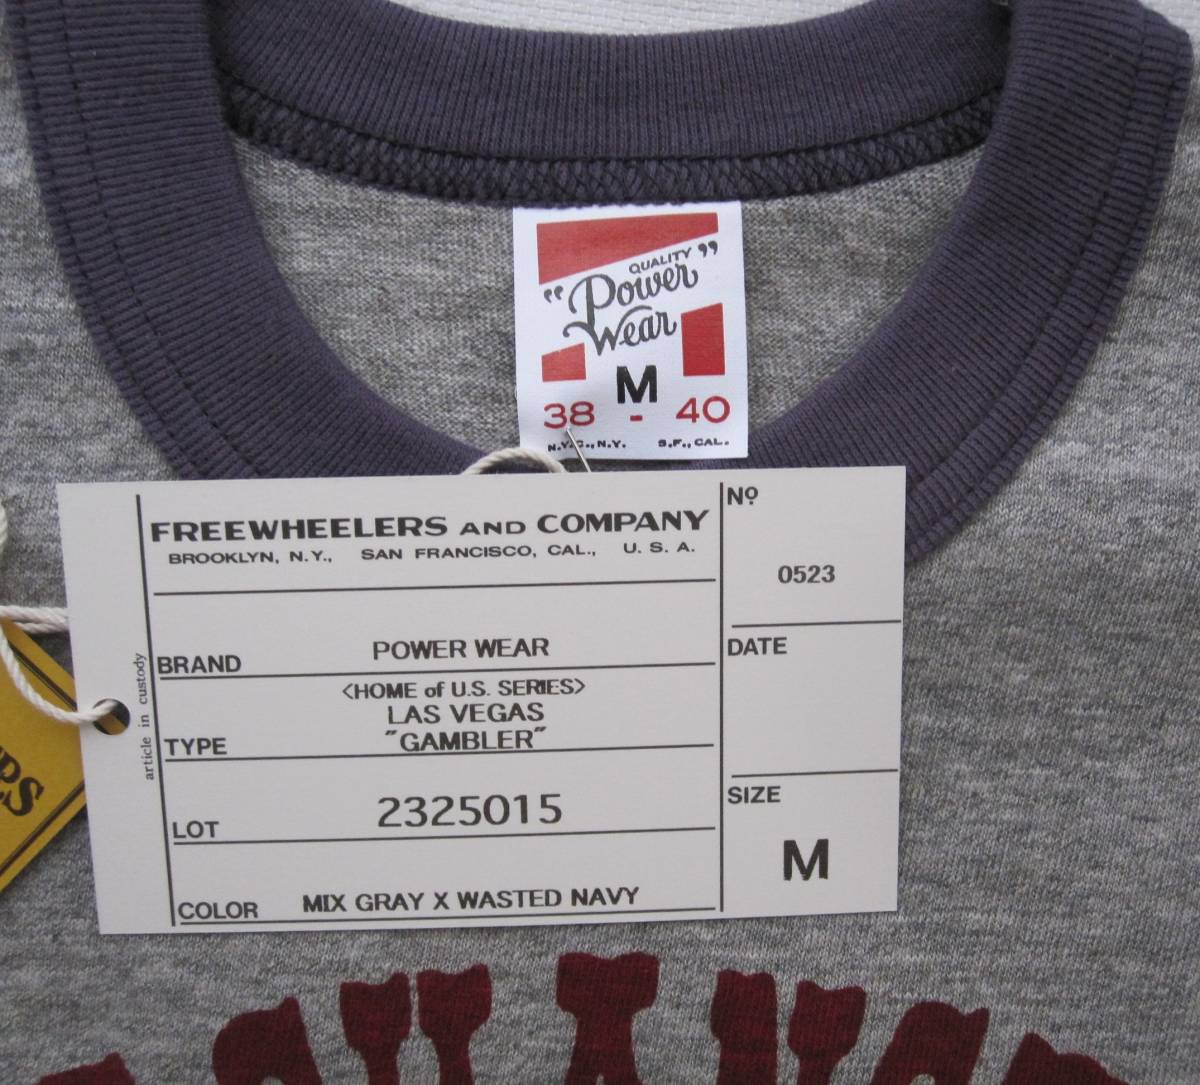 QUALITY
"Power
Wear"
M
38 - 40
N.Y.C., N.Y. S.F., CAL.
FREEWHEELERS AND COMPANY
BROOKLYN, N.Y., SAN FRANCISCO, CAL., U. S. A.
Nº
0523
BRAND POWER WEAR
DATE
<HOME of U.S. SERIES>
LAS VEGAS
TYPE "GAMBLER"
LOT 2325015
SIZE
M
COLOR MIX GRAY X WASTED NAVY
article in custody